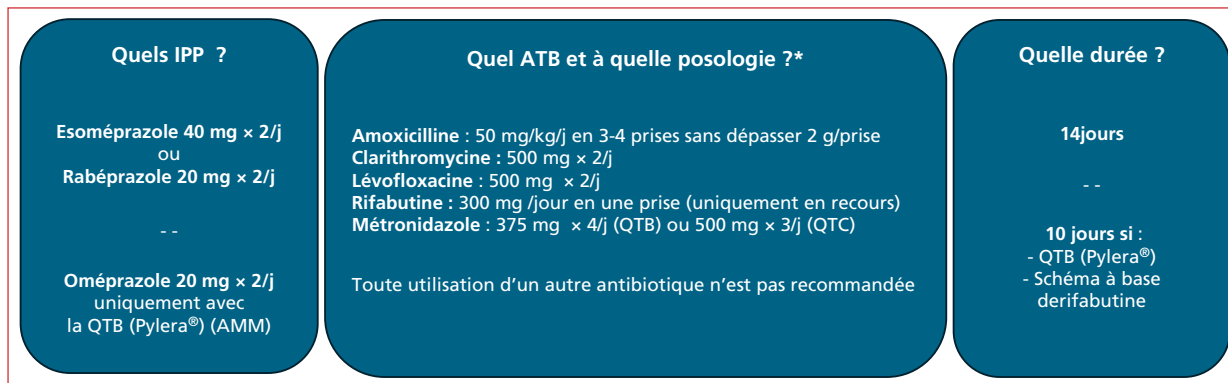 Quels IPP ?
Esoméprazole 40 mg × 2/j
ou
Rabéprazole 20 mg × 2/j
- -
Oméprazole 20 mg × 2/j
uniquement avec
la QTB (Pylera®) (AMM)
Quel ATB et à quelle posologie ?*
Amoxicilline : 50 mg/kg/j en 3-4 prises sans dépasser 2 g/prise
Clarithromycine : 500 mg × 2/j
Lévofloxacine : 500 mg × 2/j
Rifabutine : 300 mg /jour en une prise (uniquement en recours)
Métronidazole : 375 mg × 4/j (QTB) ou 500 mg × 3/j (QTC)
Toute utilisation d'un autre antibiotique n'est pas recommandée
Quelle durée ?
14jours
- -
10 jours si :
- QTB (Pylera®)
- Schéma à base
derifabutine